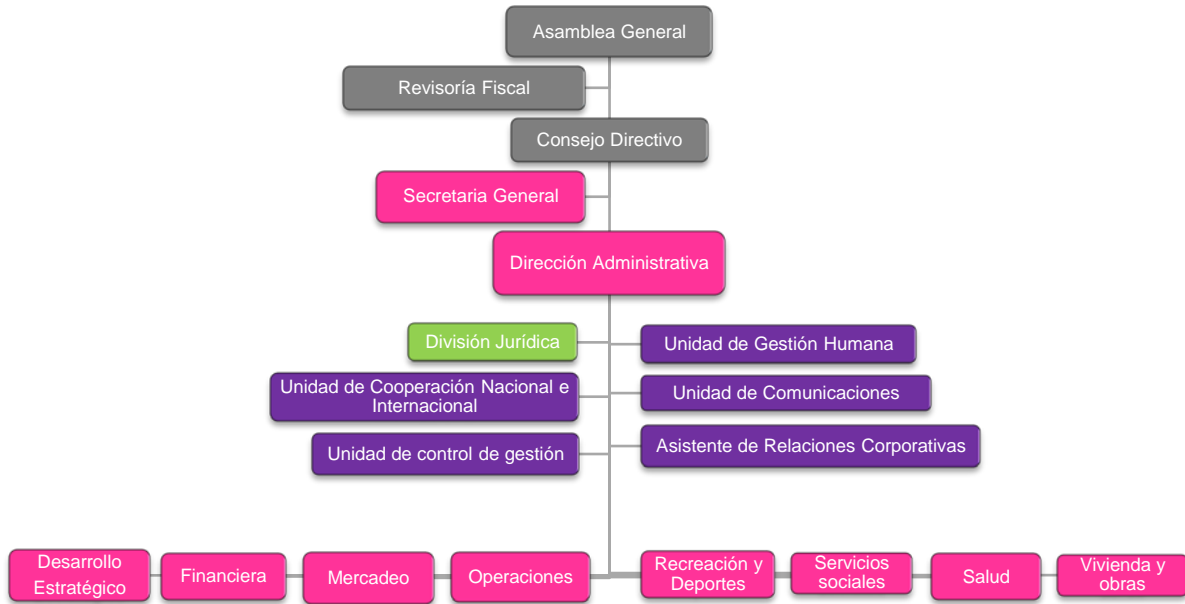 Asamblea General
Revisoría Fiscal
Consejo Directivo
Secretaria General
Dirección Administrativa
División Jurídica
Unidad de Gestión Humana
Unidad de Cooperación Nacional e
Internacional
Unidad de Comunicaciones
Unidad de control de gestión
Asistente de Relaciones Corporativas
Desarrollo
Estratégico
Financiera
Mercadeo
Operaciones
Recreación y
Deportes
Servicios
sociales
Salud
Vivienda y
obras